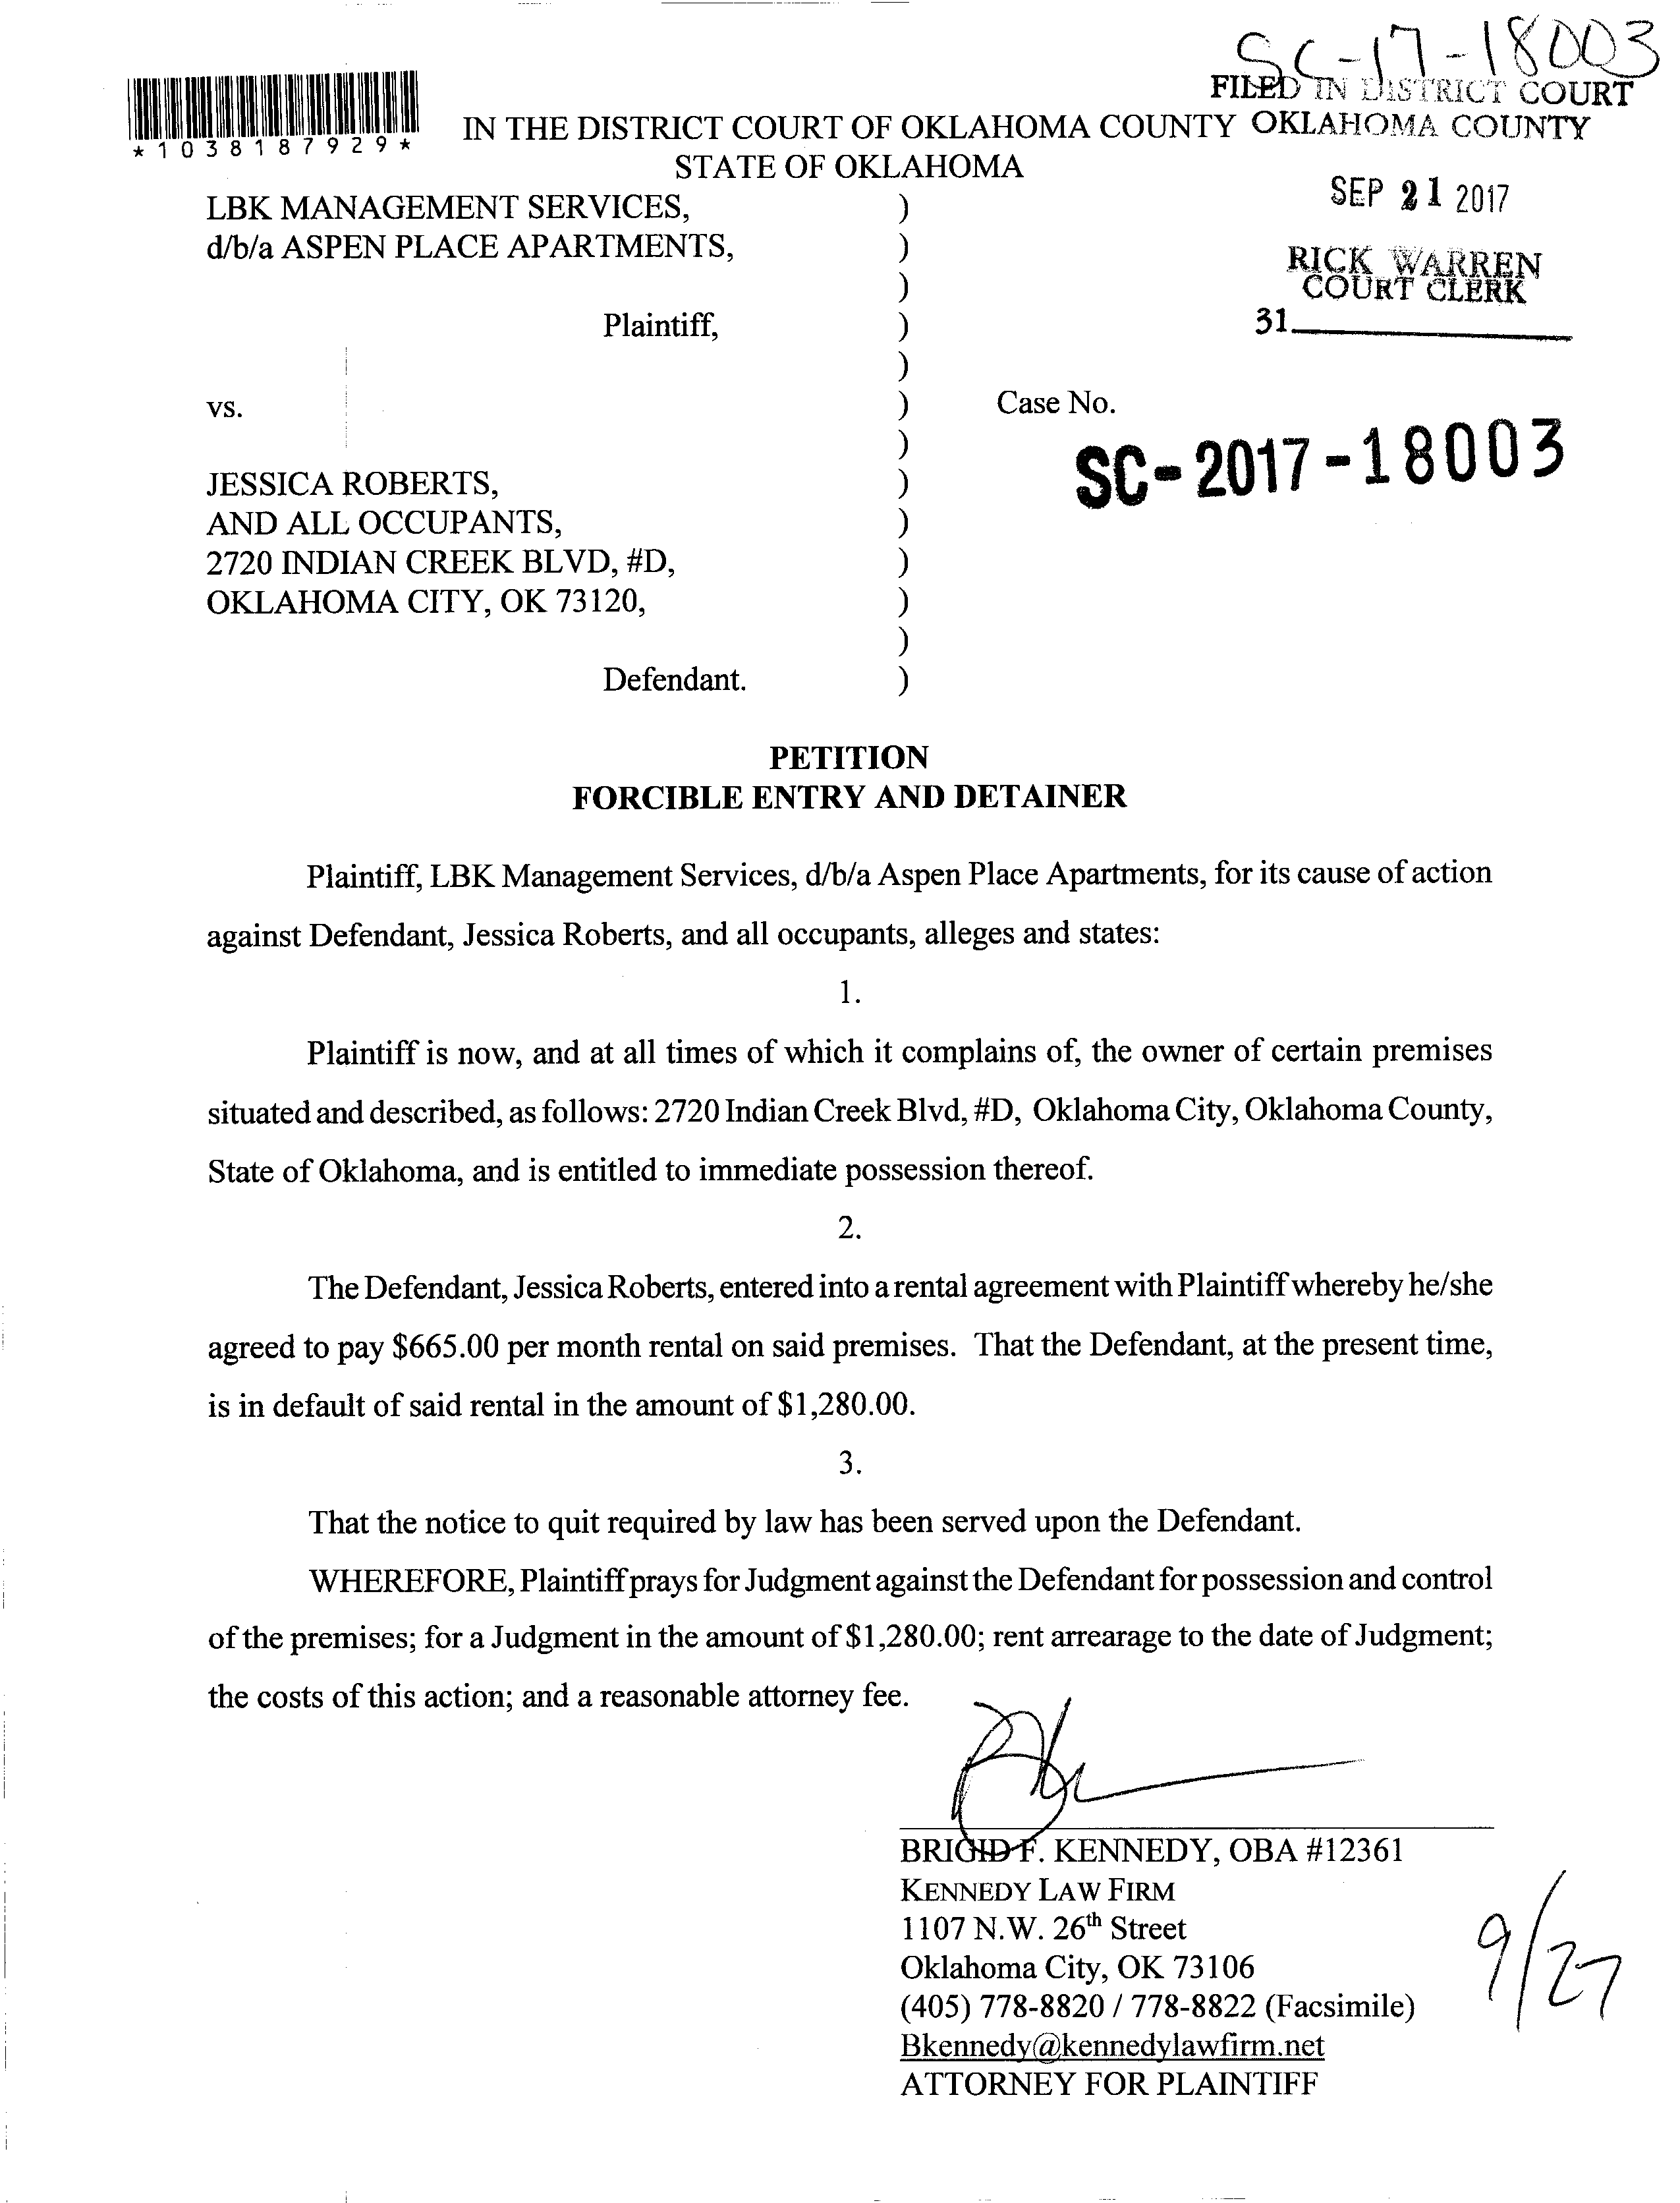 SC-17-18003
FILED IN DISTRICT COURT
OKLAHOMA COUNTY
*1038187929*
IN THE DISTRICT COURT OF OKLAHOMA COUNTY
STATE OF OKLAHOMA
SEP 21 2017
RICK WARREN
COURT CLERK
31
LBK MANAGEMENT SERVICES, )
d/b/a ASPEN PLACE APARTMENTS, )
)
Plaintiff, )
)
vs. ) Case No.
)
SC-2017-18003
JESSICA ROBERTS, )
AND ALL OCCUPANTS, )
2720 INDIAN CREEK BLVD, #D, )
OKLAHOMA CITY, OK 73120, )
)
Defendant. )
PETITION
FORCIBLE ENTRY AND DETAINER
Plaintiff, LBK Management Services, d/b/a Aspen Place Apartments, for its cause of action
against Defendant, Jessica Roberts, and all occupants, alleges and states:
1.
Plaintiff is now, and at all times of which it complains of, the owner of certain premises
situated and described, as follows: 2720 Indian Creek Blvd, #D, Oklahoma City, Oklahoma County,
State of Oklahoma, and is entitled to immediate possession thereof.
2.
The Defendant, Jessica Roberts, entered into a rental agreement with Plaintiff whereby he/she
agreed to pay $665.00 per month rental on said premises. That the Defendant, at the present time,
is in default of said rental in the amount of $1,280.00.
3.
That the notice to quit required by law has been served upon the Defendant.
WHEREFORE, Plaintiff prays for Judgment against the Defendant for possession and control
of the premises; for a Judgment in the amount of $1,280.00; rent arrearage to the date of Judgment;
the costs of this action; and a reasonable attorney fee.
BRIGID F. KENNEDY, OBA #12361
KENNEDY LAW FIRM
1107 N.W. 26th Street
Oklahoma City, OK 73106
(405) 778-8820 / 778-8822 (Facsimile)
Bkennedy@kennedylawfirm.net
ATTORNEY FOR PLAINTIFF
9/27